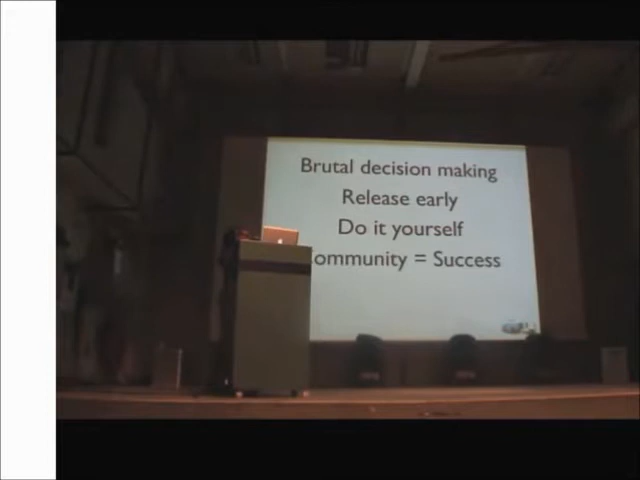 Brutal decision making
Release early
Do it yourself
ommunity = Success